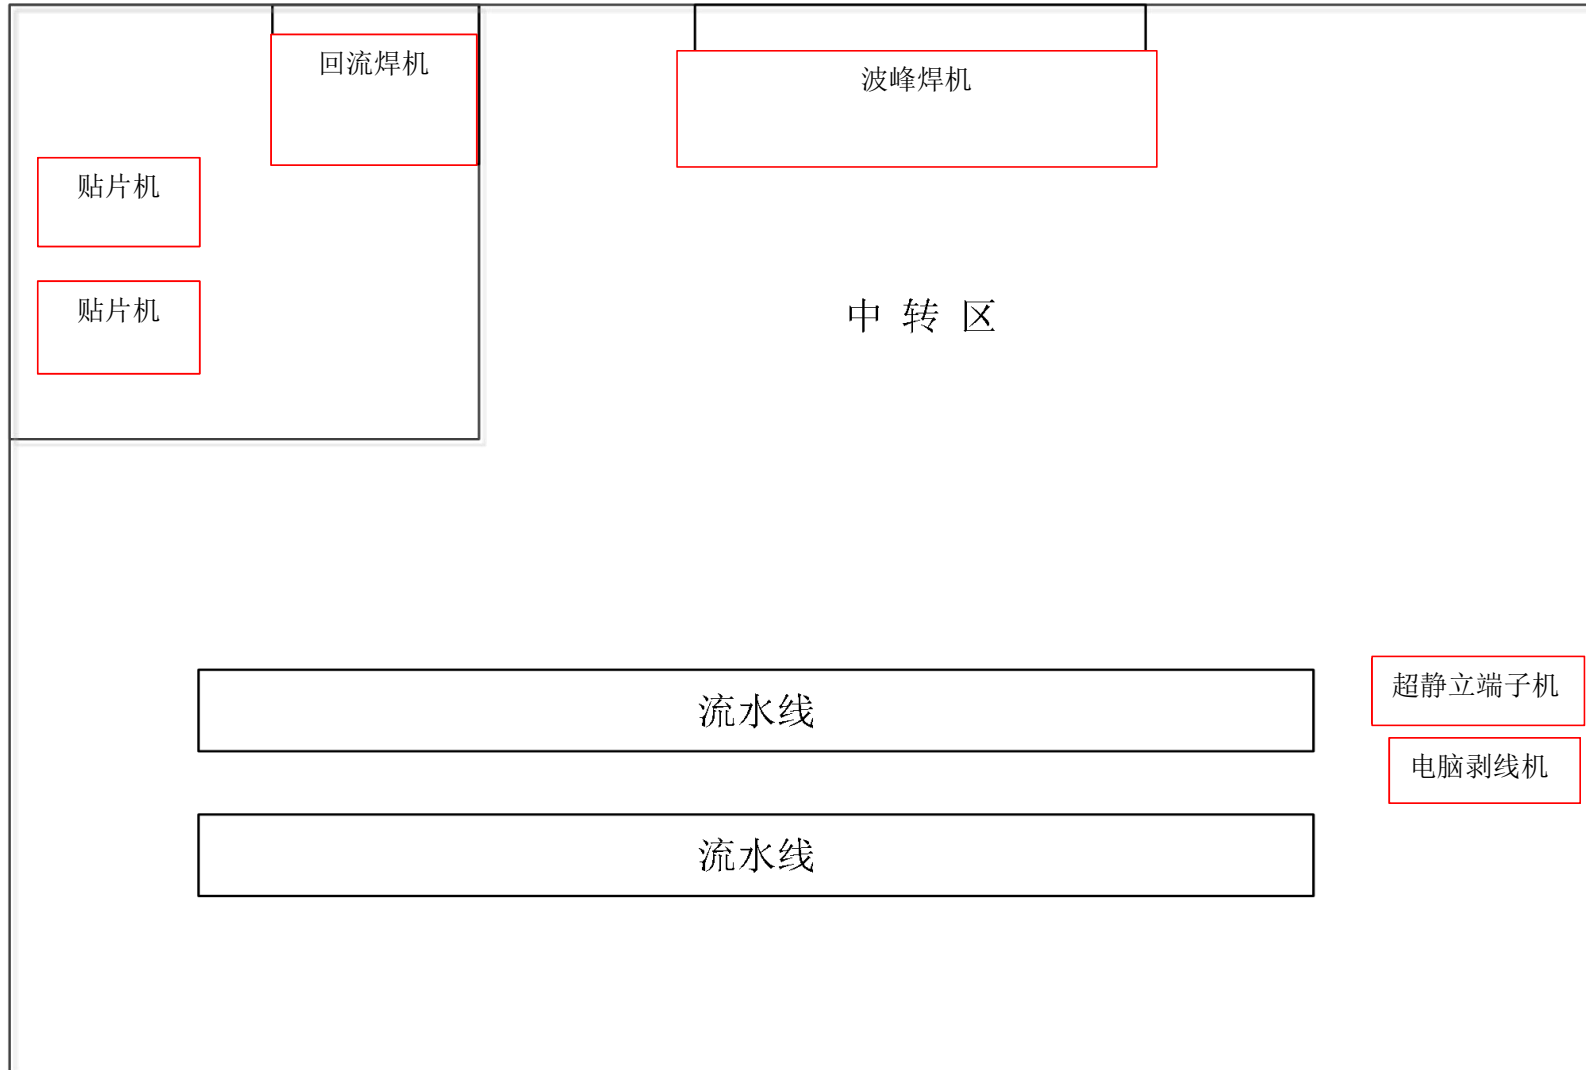 回流焊机
波峰焊机
贴片机
贴片机
中 转 区
流水线
超静立端子机
电脑剥线机
流水线